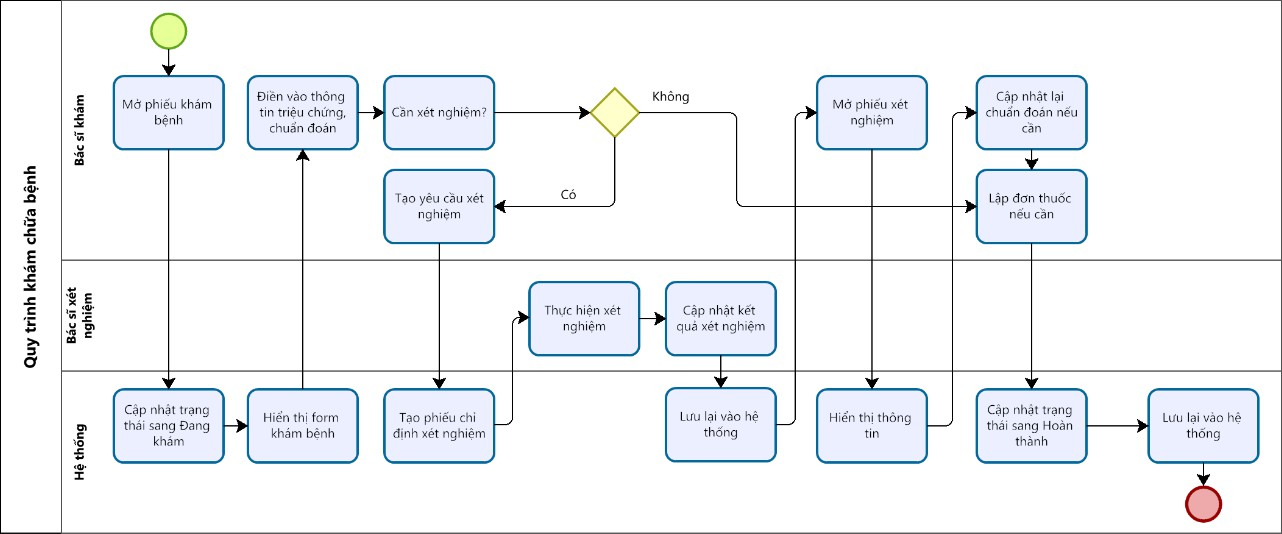 Quy trình khám chữa bệnh
Bác sĩ khám
Mở phiếu khám
bệnh
Điền vào thông
tin triệu chứng,
chuẩn đoán
Cần xét nghiệm?
Không
Mở phiếu xét
nghiệm
Cập nhật lại
chuẩn đoán nếu
cần
Tạo yêu cầu xét
nghiệm
Có
Lập đơn thuốc
nếu cần
Bác sĩ xét
nghiệm
Thực hiện xét
nghiệm
Cập nhật kết
quả xét nghiệm
Hệ thống
Cập nhật trạng
thái sang Đang
khám
Hiển thị form
khám bệnh
Tạo phiếu chỉ
định xét nghiệm
Lưu lại vào hệ
thống
Hiển thị thông
tin
Cập nhật trạng
thái sang Hoàn
thành
Lưu lại vào hệ
thống